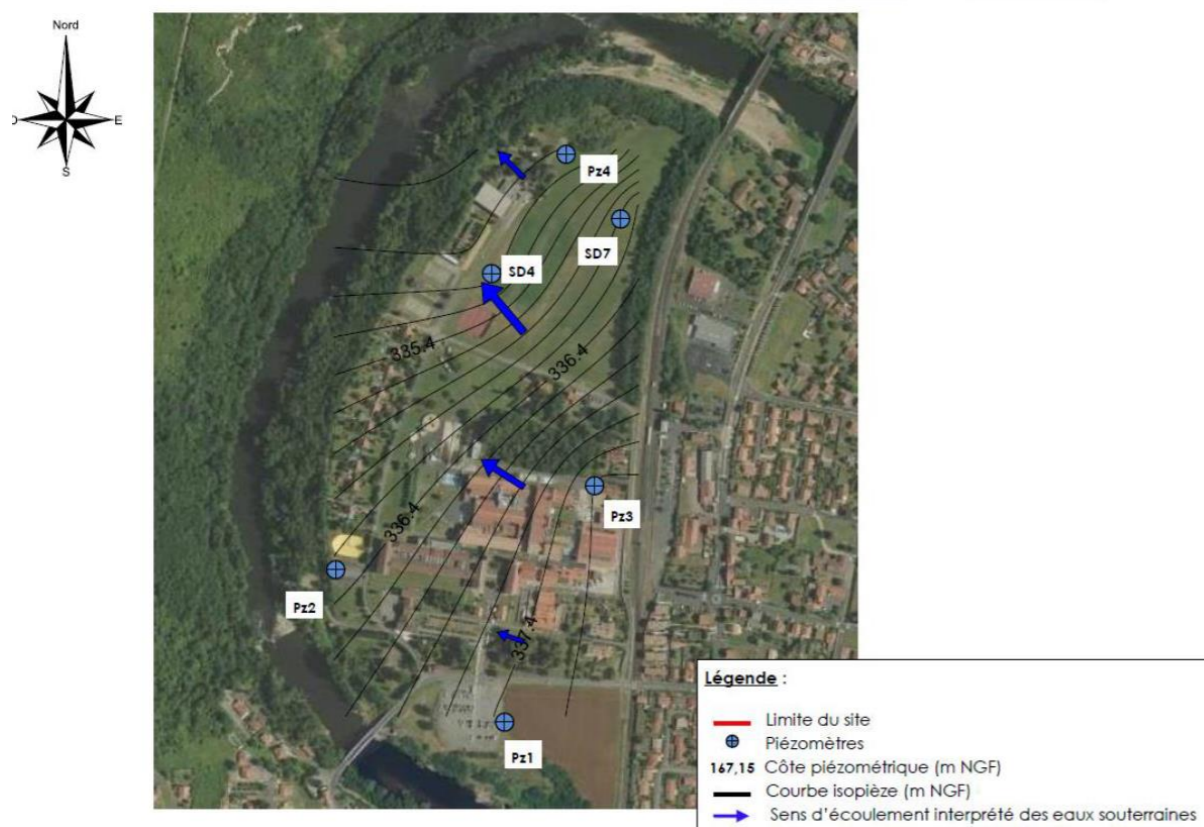 Nord
E
S
Pz4
SD7
SD4
335.4
336.4
336.4
Pz3
Pz2
337.4
Pz1
Légende :
Limite du site
Piézomètres
167,15 Côte piézométrique (m NGF)
Courbe isopièze (m NGF)
Sens d'écoulement interprété des eaux souterraines